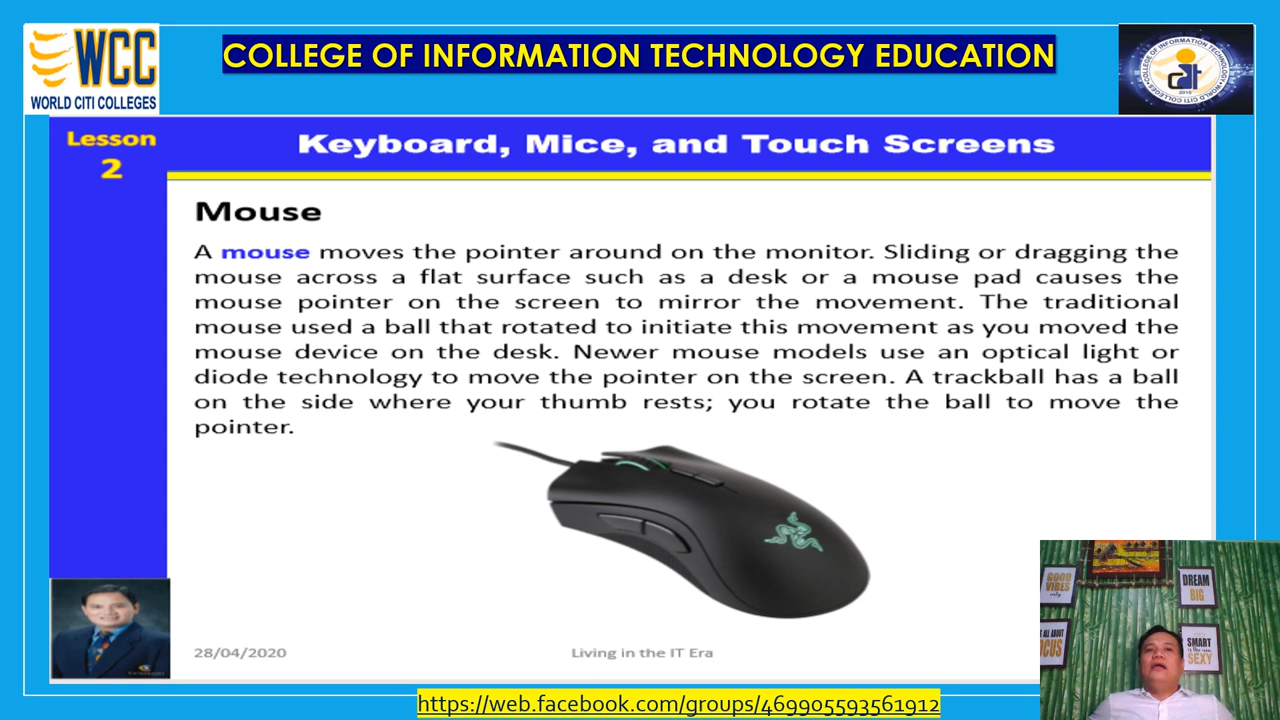 WCC
WORLD CITI COLLEGES
COLLEGE OF INFORMATION TECHNOLOGY EDUCATION
Lesson
2
Keyboard, Mice, and Touch Screens
Mouse
A mouse moves the pointer around on the monitor. Sliding or dragging the
mouse across a flat surface such as a desk or a mouse pad causes the
mouse pointer on the screen to mirror the movement. The traditional
mouse used a ball that rotated to initiate this movement as you moved the
mouse device on the desk. Newer mouse models use an optical light or
diode technology to move the pointer on the screen. A trackball has a ball
on the side where your thumb rests; you rotate the ball to move the
pointer.
28/04/2020
Living in the IT Era
GOOD
VIBES
only
DREAM
BIG
ALL ABOUT
FOCUS
SMART
is the new
SEXY
https://web.facebook.com/groups/469905593561912